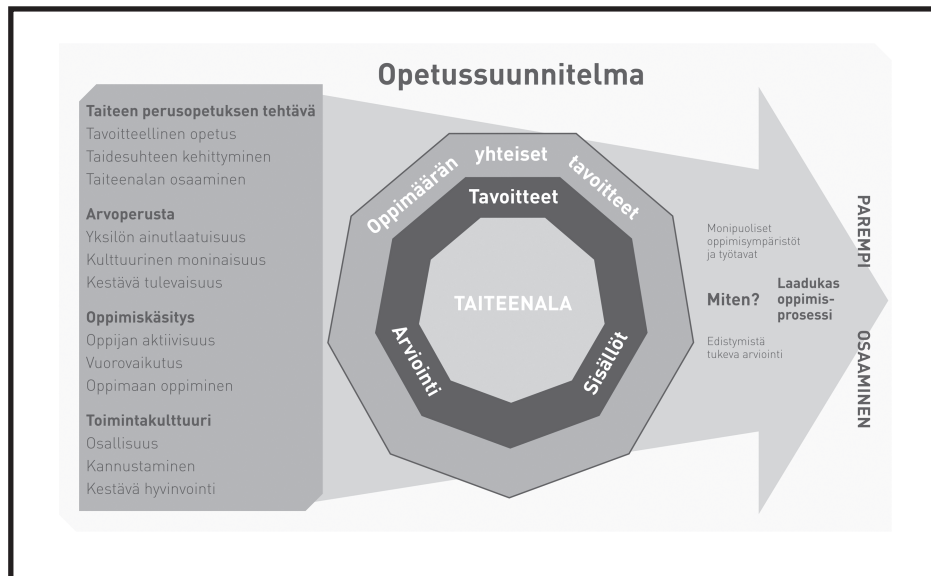 Opetussuunnitelma
Taiteen perusopetuksen tehtävä
Tavoitteellinen opetus
Taidesuhteen kehittyminen
Taiteenalan osaaminen
Arvoperusta
Yksilön ainutlaatuisuus
Kulttuurinen moninaisuus
Kestävä tulevaisuus
Oppimiskäsitys
Oppijan aktiivisuus
Vuorovaikutus
Oppimaan oppiminen
Toimintakulttuuri
Osallisuus
Kannustaminen
Kestävä hyvinvointi
Oppimäärän yhteiset tavoitteet
Tavoitteet
TAITEENALA
Arviointi
Sisällöt
Monipuoliset
oppimisympäristöt
ja työtavat
Miten?
Laadukas
oppimis-
prosessi
Edistymistä
tukeva arviointi
PAREMPI
OSAAMINEN